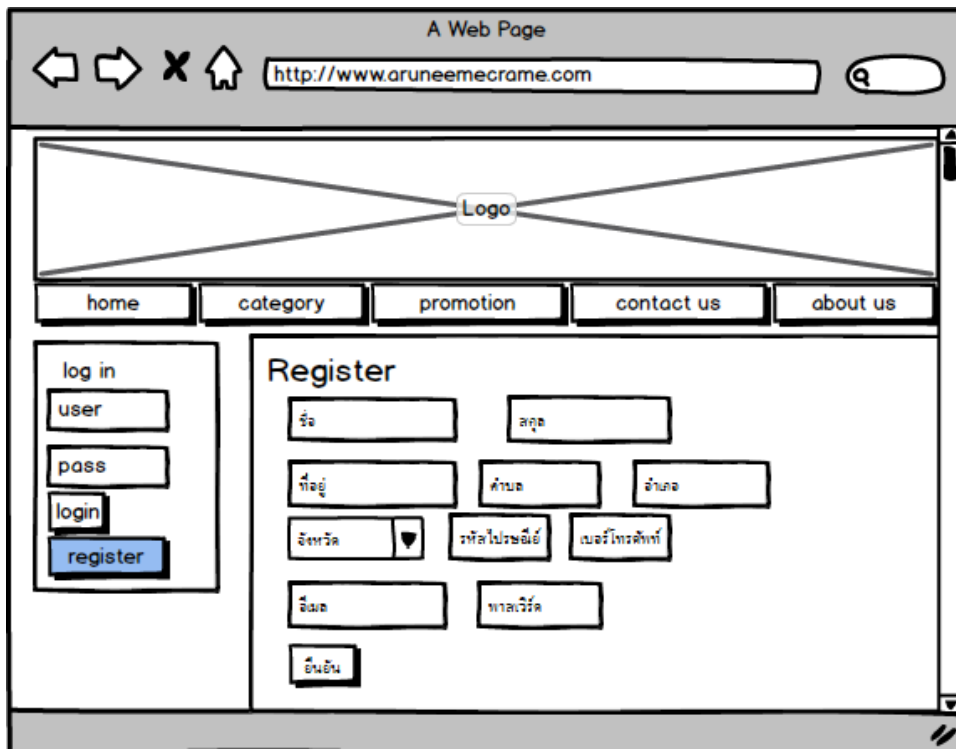 A Web Page
http://www.aruneemecrame.com
Logo
home category promotion contact us about us
log in
user
pass
login
register
Register
ชื่อ สกุล
ที่อยู่ ตำบล อำเภอ
จังหวัด รหัสไปรษณีย์ เบอร์โทรศัพท์
อีเมล พาสเวิร์ด
ยืนยัน